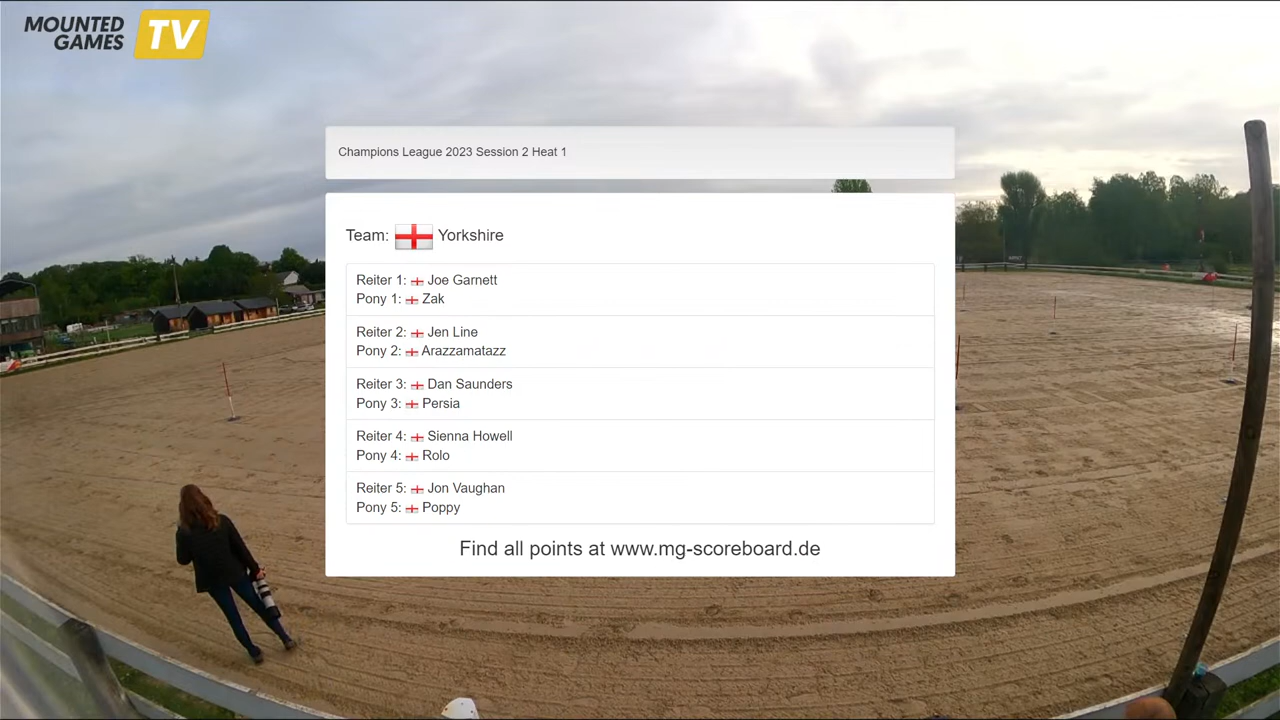 MOUNTED
GAMES
TV
Champions League 2023 Session 2 Heat 1
Team: Yorkshire
Reiter 1: Joe Garnett
Pony 1: Zak
Reiter 2: Jen Line
Pony 2: Arazzamatazz
Reiter 3: Dan Saunders
Pony 3: Persia
Reiter 4: Sienna Howell
Pony 4: Rolo
Reiter 5: Jon Vaughan
Pony 5: Poppy
Find all points at www.mg-scoreboard.de